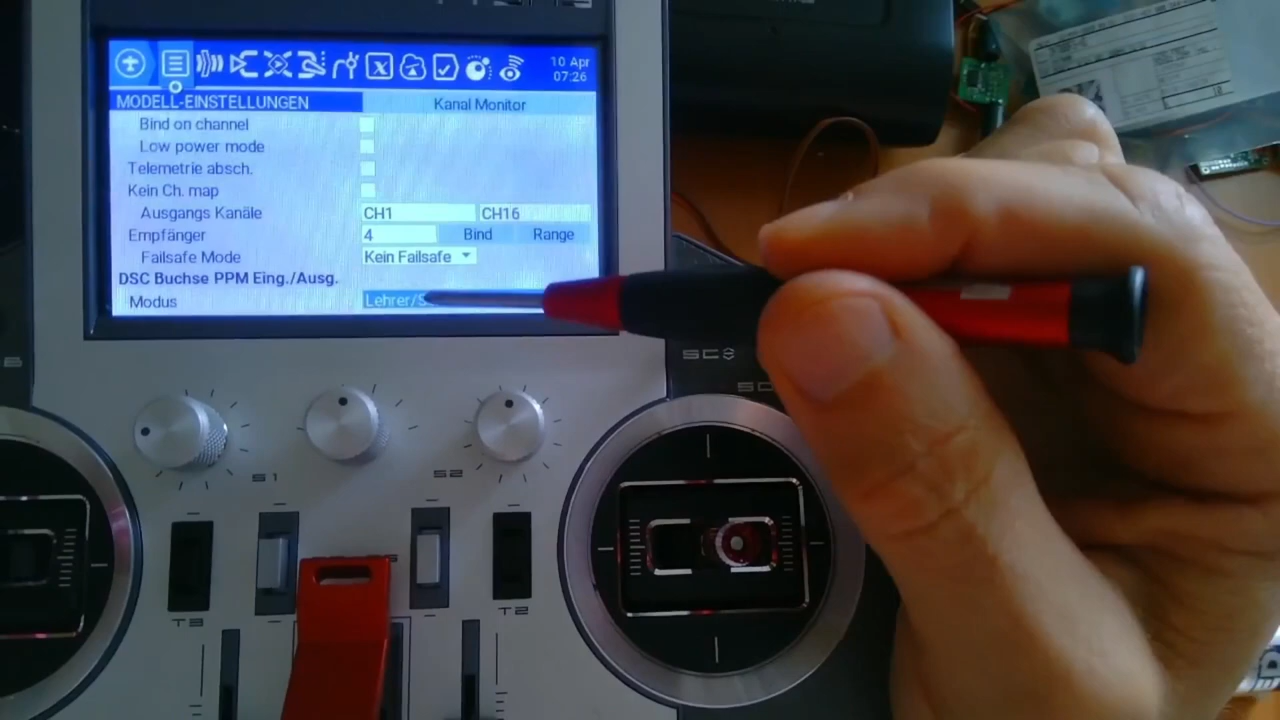 10 Apr
07:26
MODELL-EINSTELLUNGEN
Kanal Monitor
Bind on channel
Low power mode
Telemetrie absch.
Kein Ch. map
Ausgangs Kanäle CH1 CH16
Empfänger 4 Bind Range
Failsafe Mode Kein Failsafe
DSC Buchse PPM Eing./Ausg.
Modus Lehrer/S
S1
S2
T3
T2